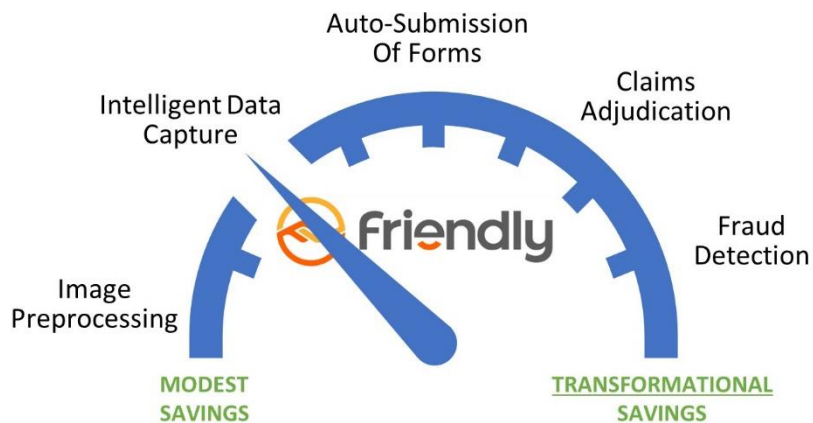 Auto-Submission
Of Forms
Intelligent Data
Capture
Claims
Adjudication
friendly
Fraud
Detection
Image
Preprocessing
MODEST
SAVINGS
TRANSFORMATIONAL
SAVINGS